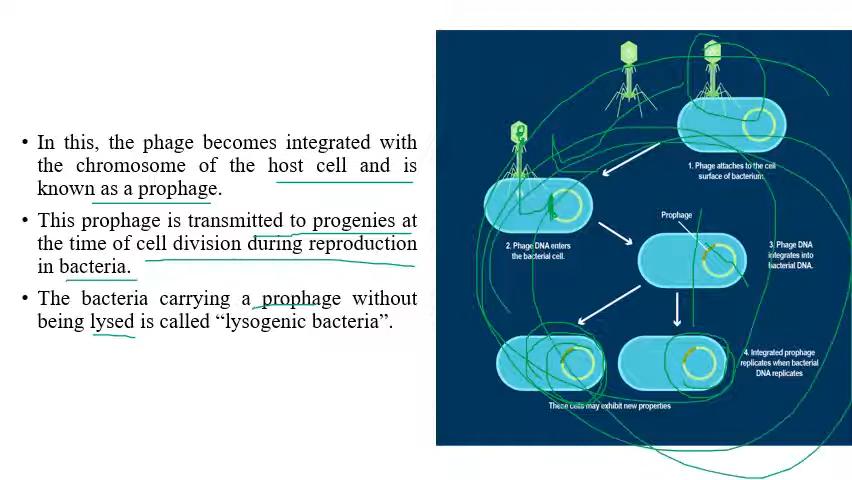 • In this, the phage becomes integrated with
the chromosome of the host cell and is
known as a prophage.
• This prophage is transmitted to progenies at
the time of cell division during reproduction
in bacteria.
• The bacteria carrying a prophage without
being lysed is called “lysogenic bacteria”.
1. Phage attaches to the cell
surface of bacterium.
2. Phage DNA enters
the bacterial cell.
Prophage
3. Phage DNA
integrates into
bacterial DNA.
4. Integrated prophage
replicates when bacterial
DNA replicates
These cells may exhibit new properties